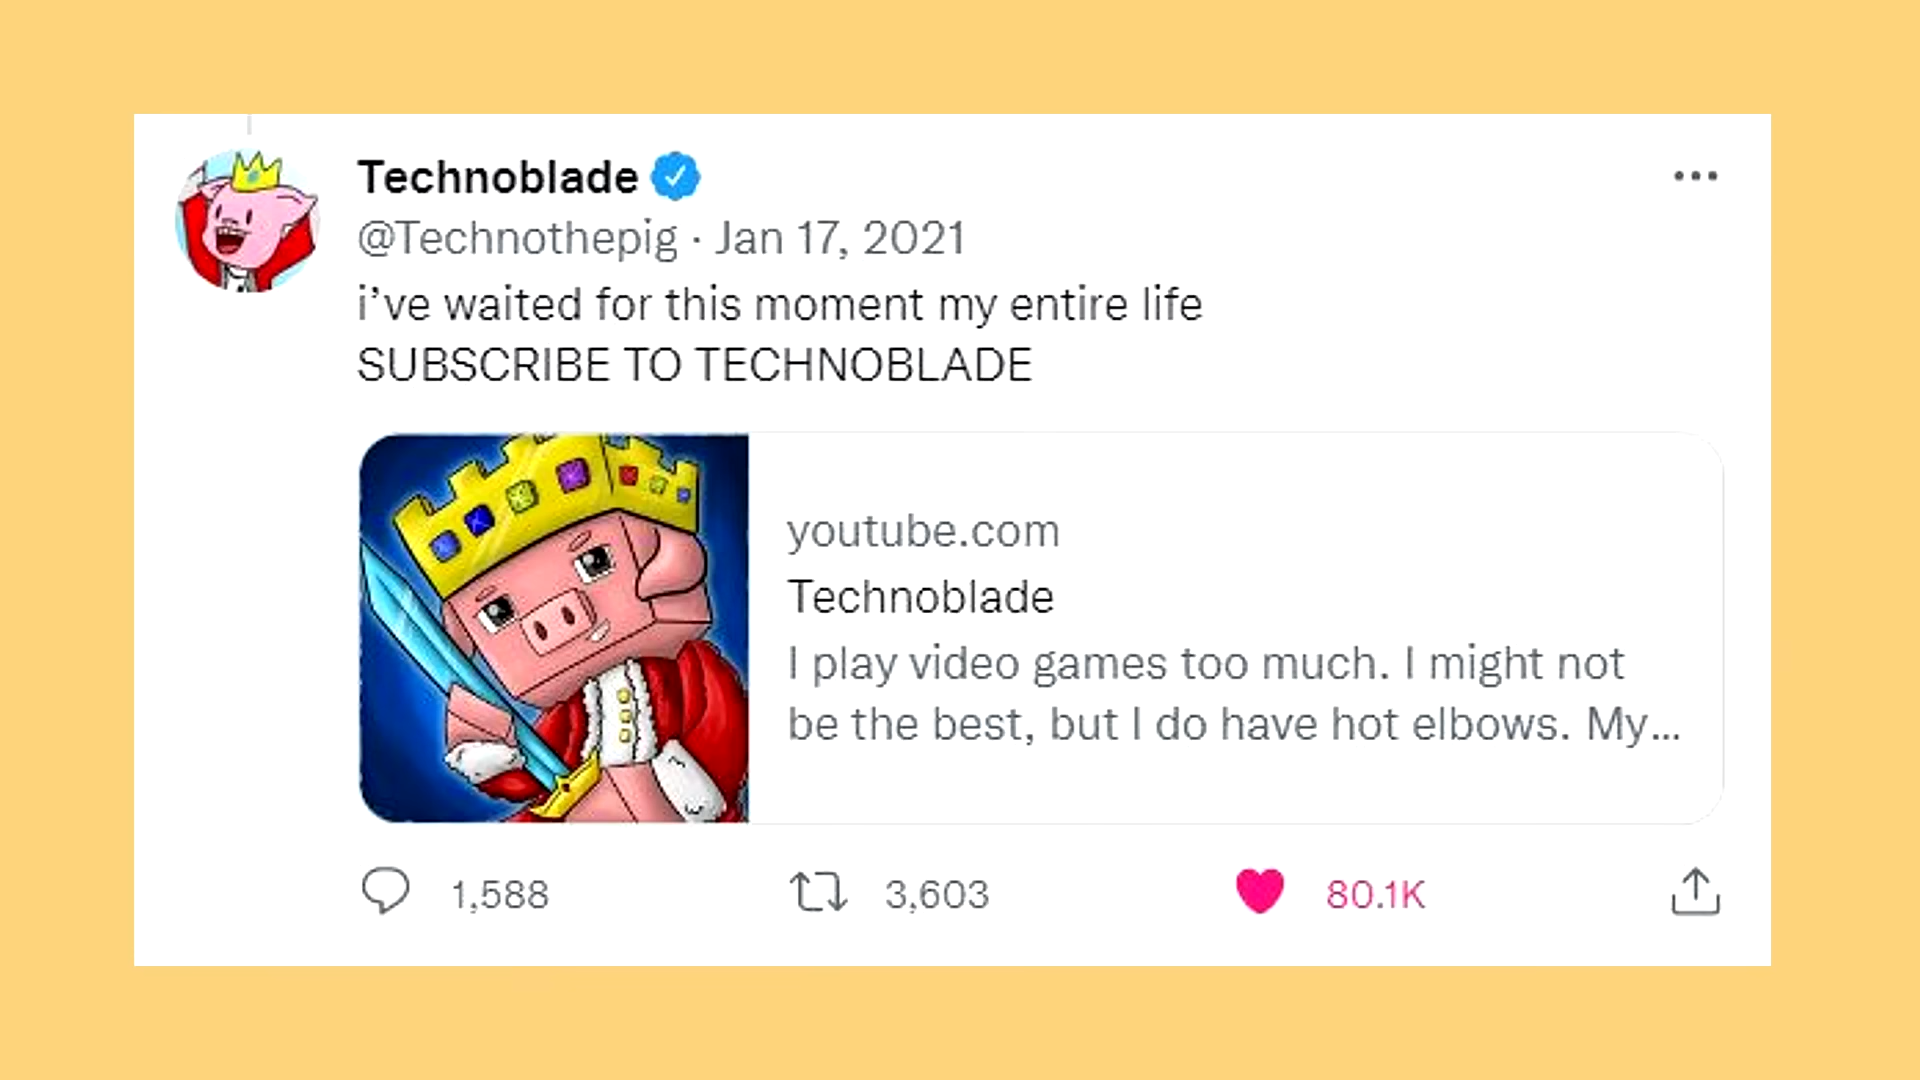 Technoblade
@Technothepig · Jan 17, 2021
i’ve waited for this moment my entire life
SUBSCRIBE TO TECHNOBLADE
youtube.com
Technoblade
I play video games too much. I might not
be the best, but I do have hot elbows. My...
1,588 3,603 80.1K